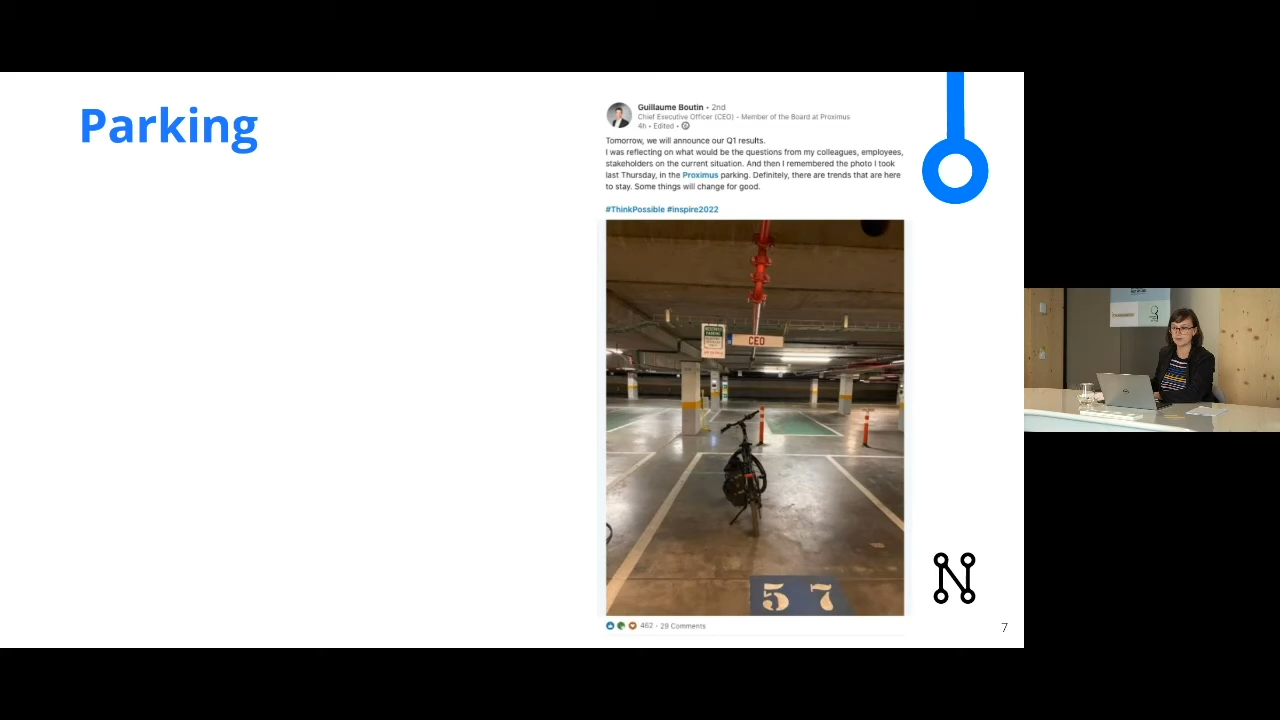 Parking
Guillaume Boutin • 2nd
Chief Executive Officer (CEO) - Member of the Board at Proximus
4h • Edited •
Tomorrow, we will announce our Q1 results.
I was reflecting on what would be the questions from my colleagues, employees,
stakeholders on the current situation. And then I remembered the photo I took
last Thursday, in the Proximus parking. Definitely, there are trends that are here
to stay. Some things will change for good.
#ThinkPossible #inspire2022
CEO
57
462 · 29 Comments
N
7